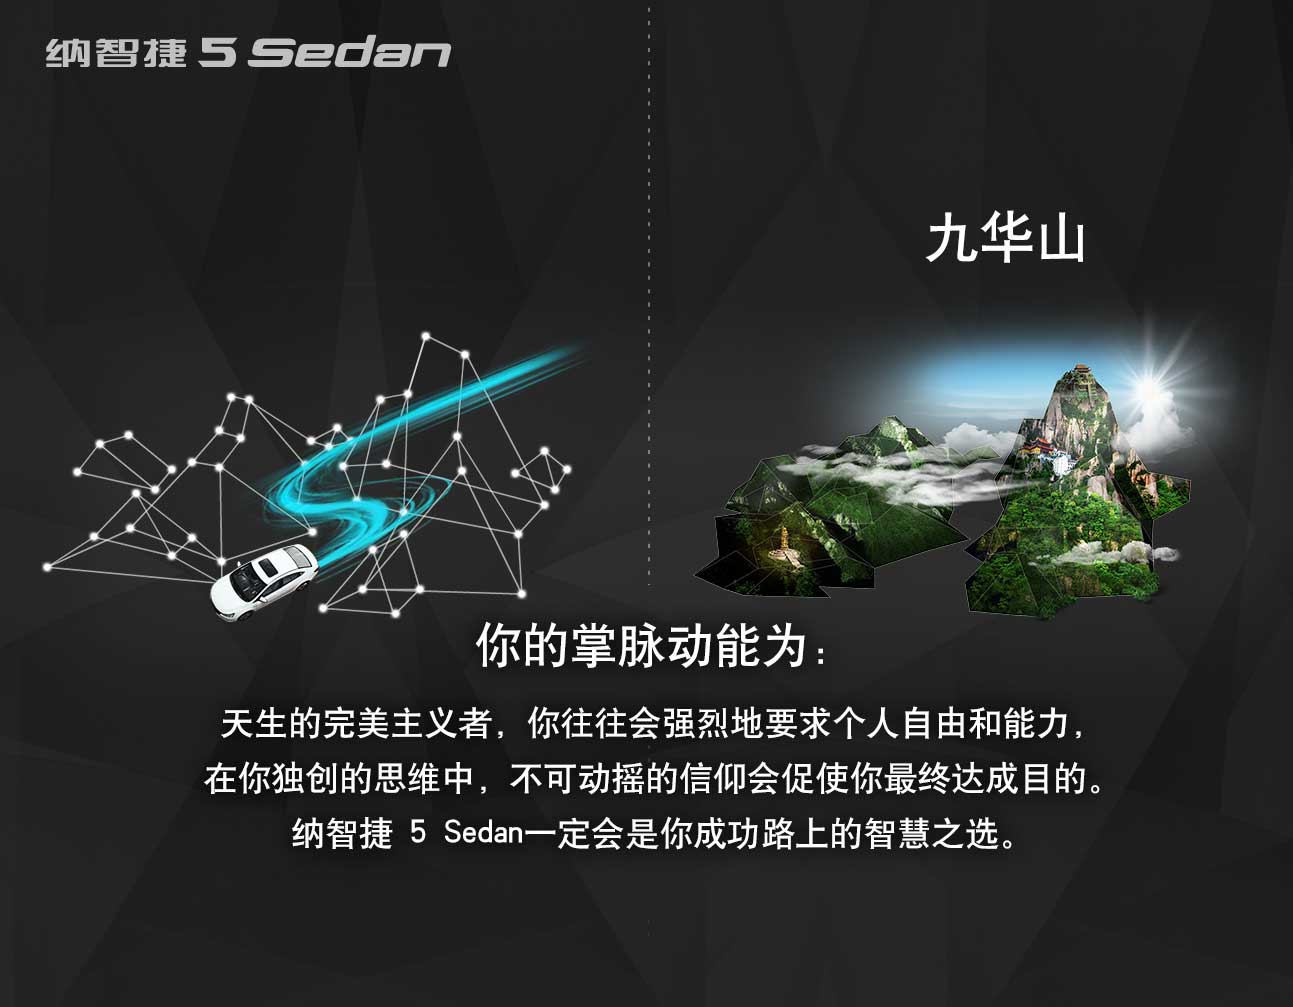 纳智捷 5 Sedan
九华山
你的掌脉动能为：
天生的完美主义者，你往往会强烈地要求个人自由和能力，
在你独创的思维中，不可动摇的信仰会促使你最终达成目的。
纳智捷 5 Sedan一定会是你成功路上的智慧之选。